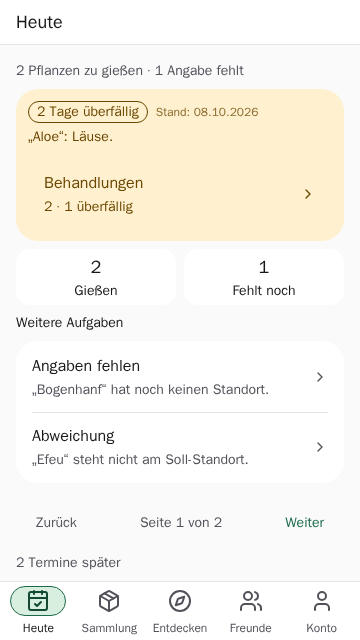 Heute
2 Pflanzen zu gießen · 1 Angabe fehlt
2 Tage überfällig Stand: 08.10.2026
„Aloe“: Läuse.
Behandlungen
2 · 1 überfällig
2 1
Gießen Fehlt noch
Weitere Aufgaben
Angaben fehlen
„Bogenhanf“ hat noch keinen Standort.
Abweichung
„Efeu“ steht nicht am Soll-Standort.
Zurück Seite 1 von 2 Weiter
2 Termine später
Heute Sammlung Entdecken Freunde Konto